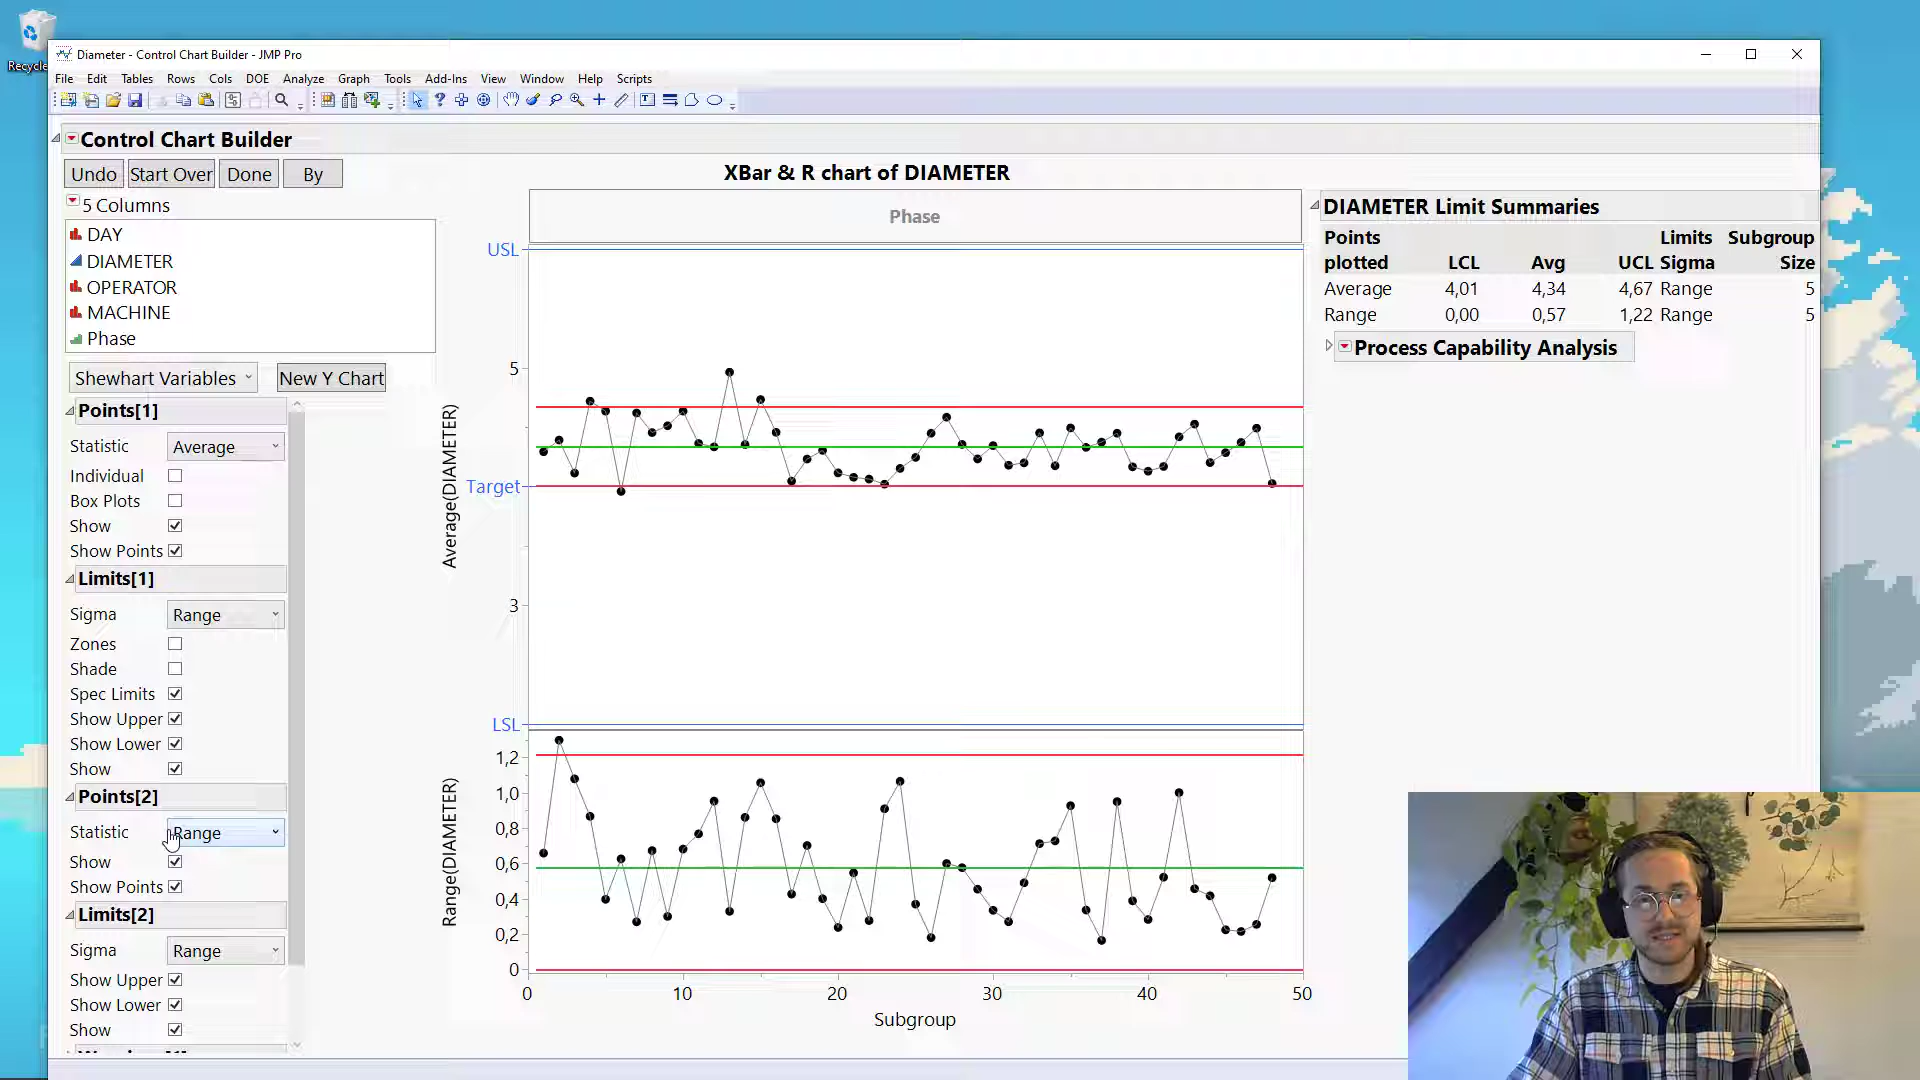 Recycle
Diameter - Control Chart Builder - JMP Pro
File Edit Tables Rows Cols DOE Analyze Graph Tools Add-Ins View Window Help Scripts
Control Chart Builder
Undo Start Over Done By
5 Columns
DAY
DIAMETER
OPERATOR
MACHINE
Phase
Shewhart Variables New Y Chart
Points[1]
Statistic Average
Individual
Box Plots
Show
Show Points
Limits[1]
Sigma Range
Zones
Shade
Spec Limits
Show Upper
Show Lower
Show
Points[2]
Statistic Range
Show
Show Points
Limits[2]
Sigma Range
Show Upper
Show Lower
Show
XBar & R chart of DIAMETER
Phase
USL
5
Target
3
LSL
Average(DIAMETER)
1,2
1,0
0,8
0,6
0,4
0,2
0
Range(DIAMETER)
0 10 20 30 40 50
Subgroup
DIAMETER Limit Summaries
Points Limits Subgroup
plotted LCL Avg UCL Sigma Size
Average 4,01 4,34 4,67 Range 5
Range 0,00 0,57 1,22 Range 5
Process Capability Analysis